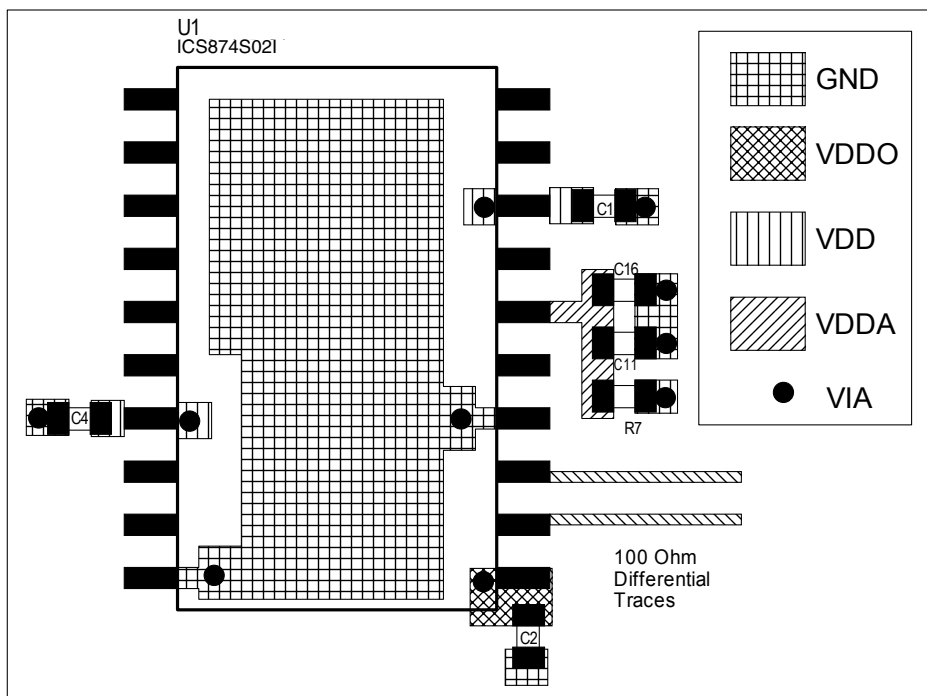 U1
ICS874S02I
GND
VDDO
VDD
VDDA
VIA
C1
C16
C11
R7
C4
100 Ohm
Differential
Traces
C2